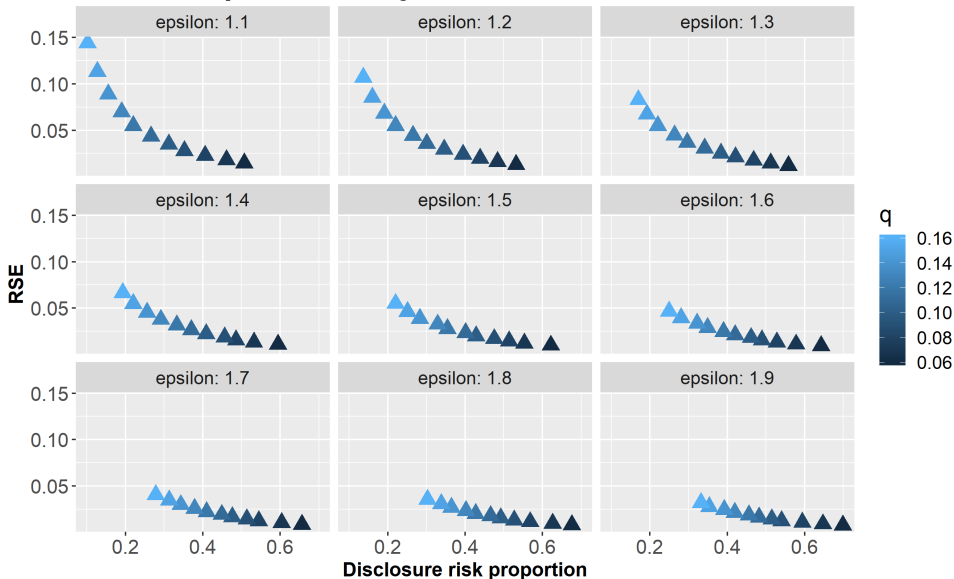 epsilon: 1.1
epsilon: 1.2
epsilon: 1.3
0.15
0.10
0.05
epsilon: 1.4
epsilon: 1.5
epsilon: 1.6
0.15
0.10
0.05
epsilon: 1.7
epsilon: 1.8
epsilon: 1.9
0.15
0.10
0.05
0.2 0.4 0.6
0.2 0.4 0.6
0.2 0.4 0.6
RSE
Disclosure risk proportion
q
0.16
0.14
0.12
0.10
0.08
0.06